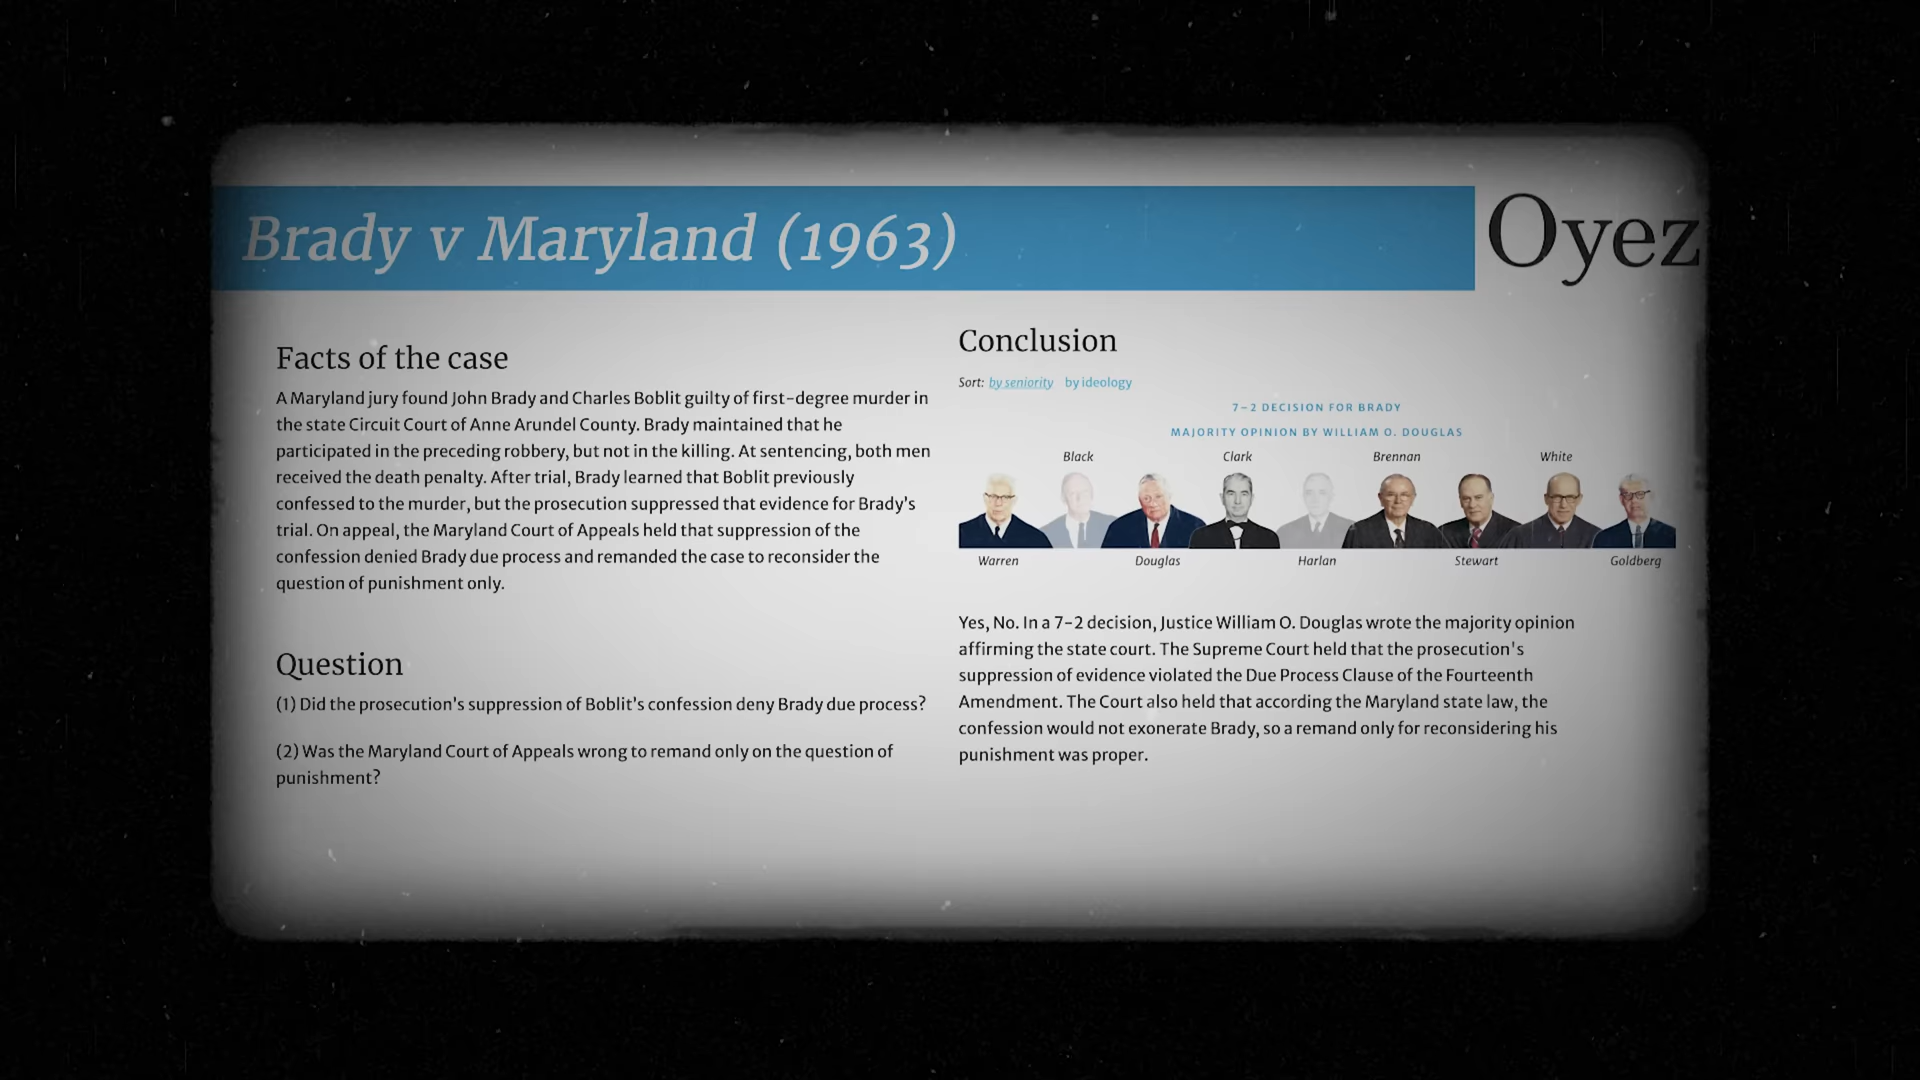 Brady v Maryland (1963)
Oyez
Facts of the case
A Maryland jury found John Brady and Charles Boblit guilty of first-degree murder in
the state Circuit Court of Anne Arundel County. Brady maintained that he
participated in the preceding robbery, but not in the killing. At sentencing, both men
received the death penalty. After trial, Brady learned that Boblit previously
confessed to the murder, but the prosecution suppressed that evidence for Brady's
trial. On appeal, the Maryland Court of Appeals held that suppression of the
confession denied Brady due process and remanded the case to reconsider the
question of punishment only.
Question
(1) Did the prosecution's suppression of Boblit's confession deny Brady due process?
(2) Was the Maryland Court of Appeals wrong to remand only on the question of
punishment?
Conclusion
Sort: by seniority by ideology
7–2 DECISION FOR BRADY
MAJORITY OPINION BY WILLIAM O. DOUGLAS
Black Clark Brennan White
Warren Douglas Harlan Stewart Goldberg
Yes, No. In a 7-2 decision, Justice William O. Douglas wrote the majority opinion
affirming the state court. The Supreme Court held that the prosecution's
suppression of evidence violated the Due Process Clause of the Fourteenth
Amendment. The Court also held that according the Maryland state law, the
confession would not exonerate Brady, so a remand only for reconsidering his
punishment was proper.